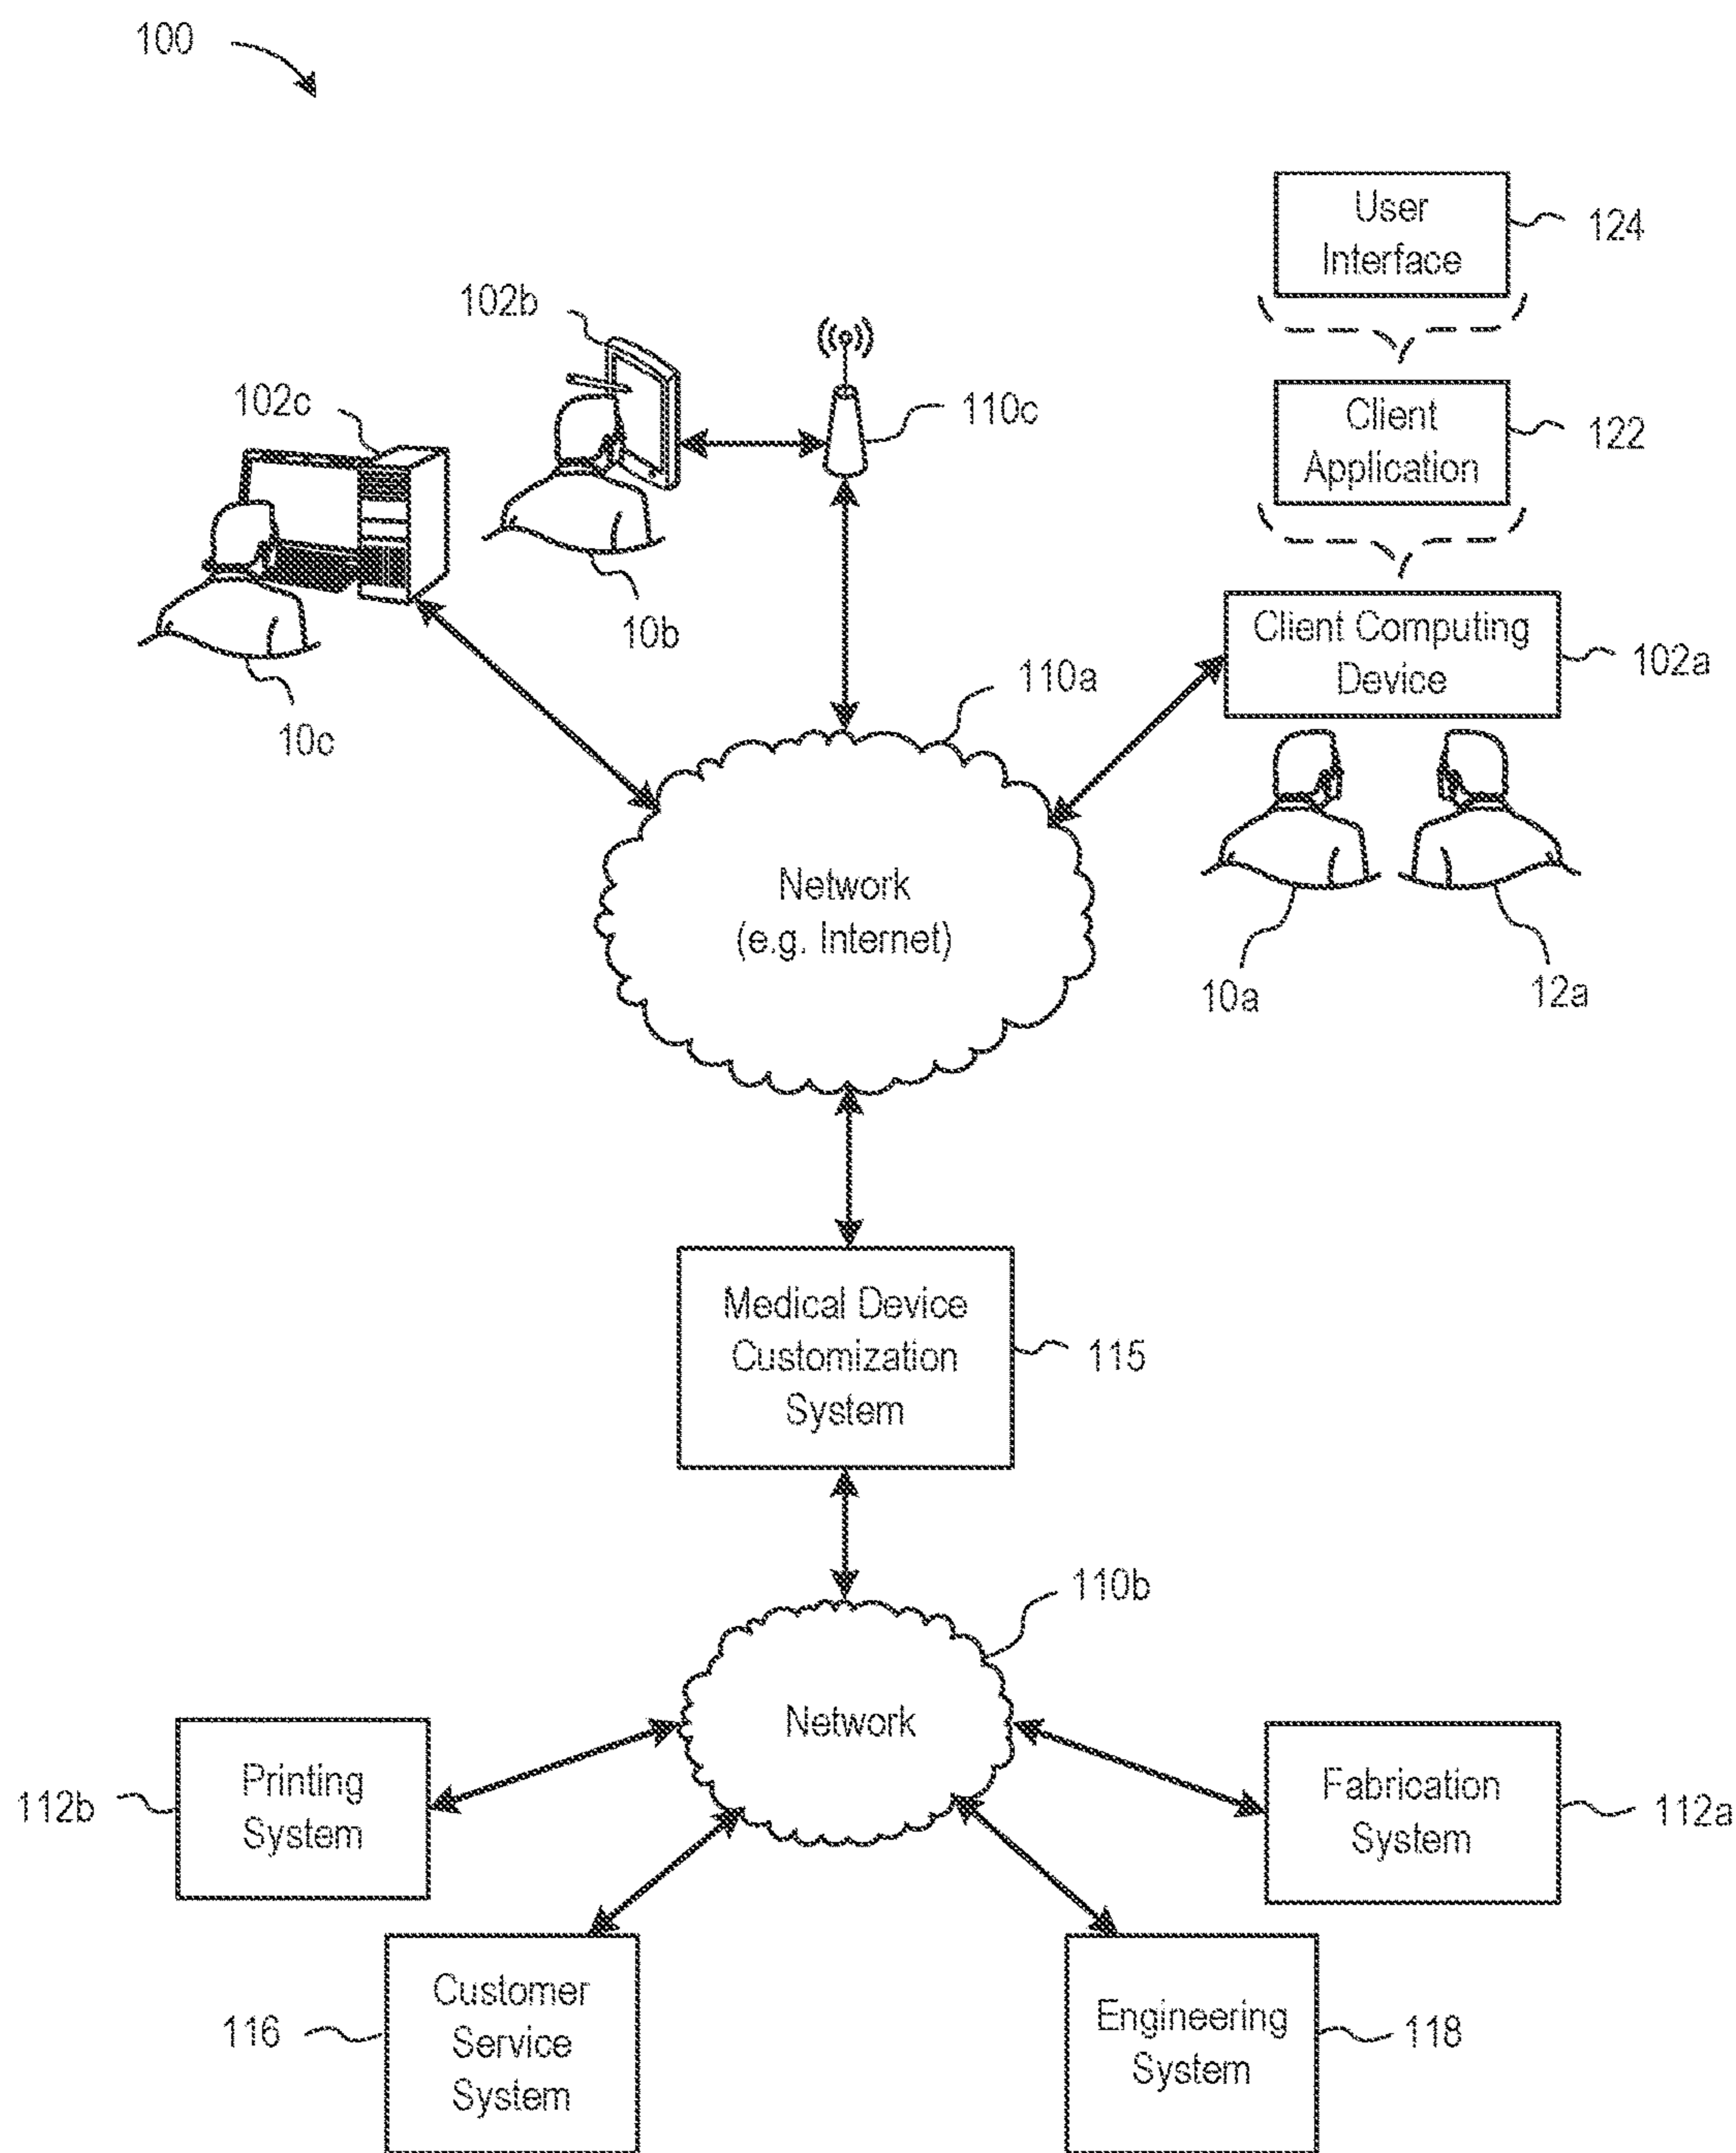 100
User
Interface
124
102b
102c
110c
Client
Application
122
10b
Client Computing
Device
102a
110a
10c
Network
(e.g. Internet)
10a
12a
Medical Device
Customization
System
115
110b
Network
Printing
System
112b
Fabrication
System
112a
Customer
Service
System
116
Engineering
System
118